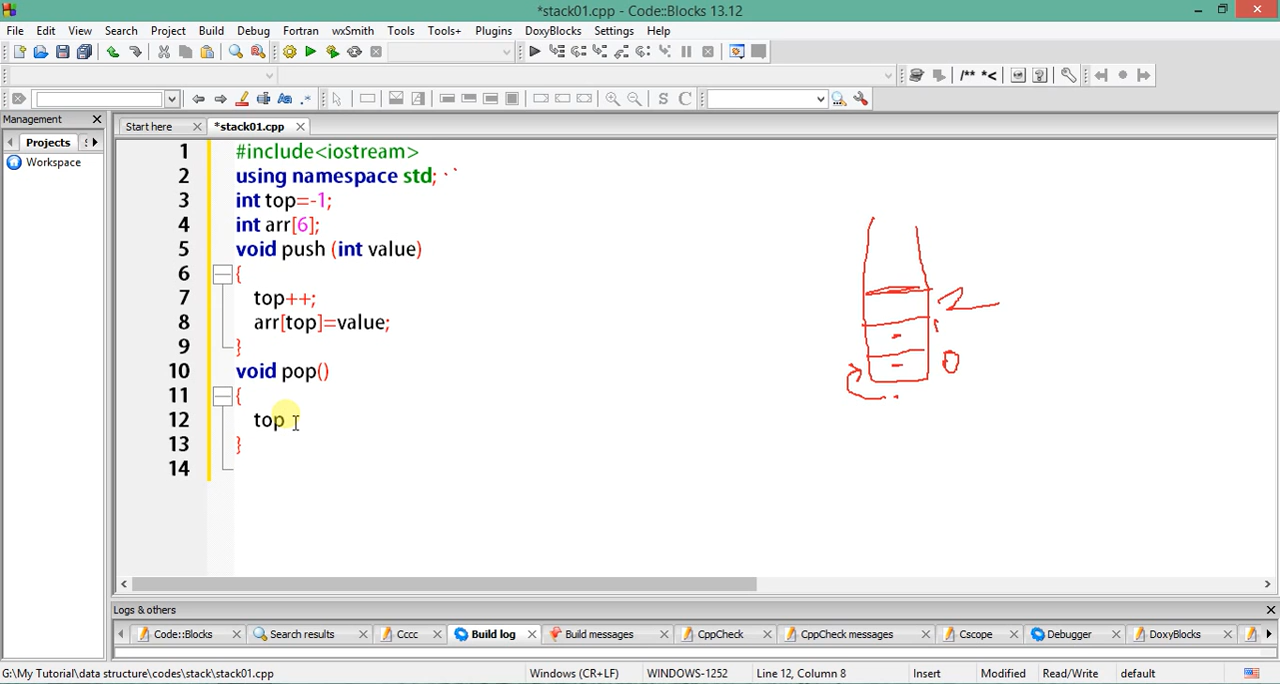 *stack01.cpp - Code::Blocks 13.12
File Edit View Search Project Build Debug Fortran wxSmith Tools Tools+ Plugins DoxyBlocks Settings Help
/** *<
S C
Management
Start here *stack01.cpp
Projects
Workspace
1 #include<iostream>
2 using namespace std;
3 int top=-1;
4 int arr[6];
5 void push (int value)
6 {
7 top++;
8 arr[top]=value;
9 }
10 void pop()
11 {
12 top
13 }
14
2
1
0
Logs & others
Code::Blocks Search results Cccc Build log Build messages CppCheck CppCheck messages Cscope Debugger DoxyBlocks
G:\My Tutorial\data structure\codes\stack\stack01.cpp Windows (CR+LF) WINDOWS-1252 Line 12, Column 8 Insert Modified Read/Write default